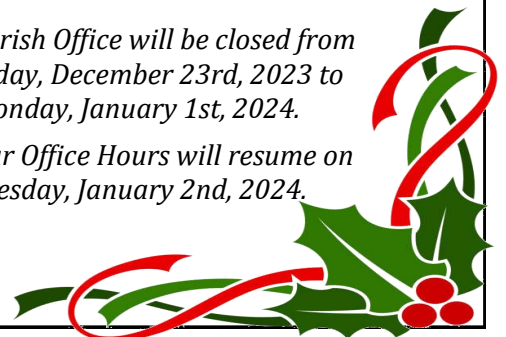 rish Office will be closed from
day, December 23rd, 2023 to
onday, January 1st, 2024.
ur Office Hours will resume on
esday, January 2nd, 2024.